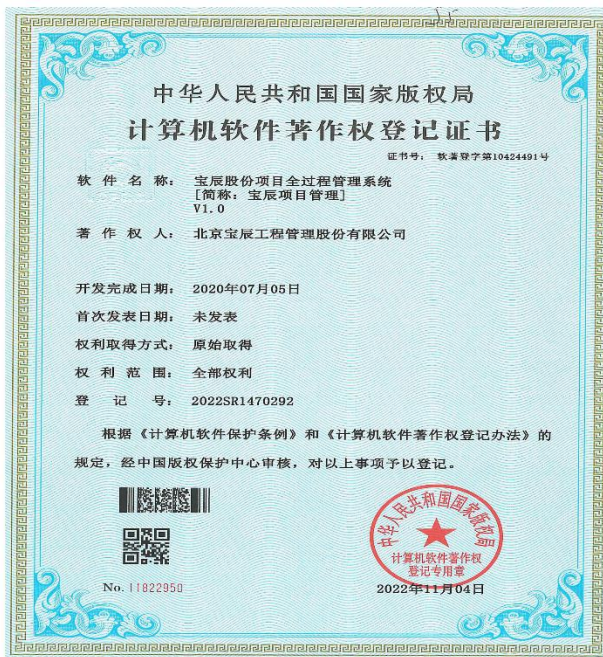 中华人民共和国国家版权局
计算机软件著作权登记证书
证书号： 软著登字第10424491号
软件名称： 宝辰股份项目全过程管理系统
[简称：宝辰项目管理]
V1.0
著作权人： 北京宝辰工程管理股份有限公司
开发完成日期： 2020年07月05日
首次发表日期： 未发表
权利取得方式： 原始取得
权利范围： 全部权利
登记号： 2022SR1470292
根据《计算机软件保护条例》和《计算机软件著作权登记办法》的
规定，经中国版权保护中心审核，对以上事项予以登记。
中华人民共和国国家版权局
计算机软件著作权
登记专用章
No. 11822950
2022年11月04日